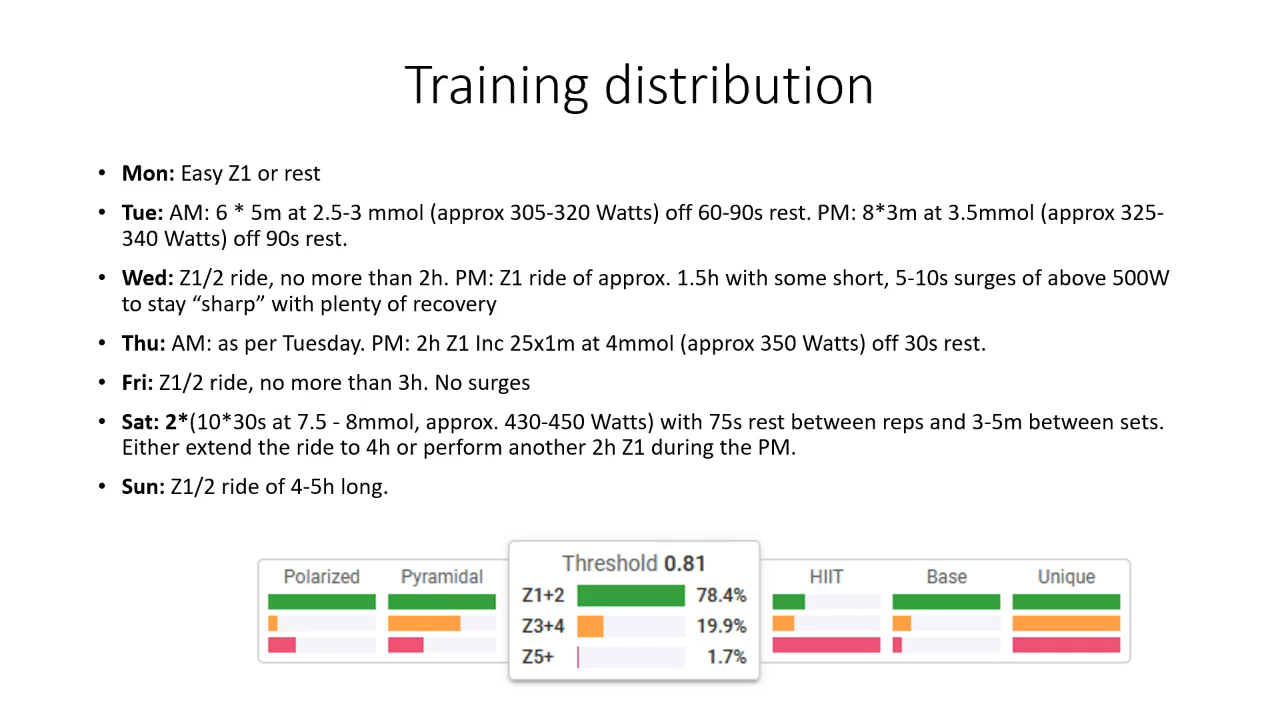 Training distribution
• Mon: Easy Z1 or rest
• Tue: AM: 6 * 5m at 2.5-3 mmol (approx 305-320 Watts) off 60-90s rest. PM: 8*3m at 3.5mmol (approx 325-
340 Watts) off 90s rest.
• Wed: Z1/2 ride, no more than 2h. PM: Z1 ride of approx. 1.5h with some short, 5-10s surges of above 500W
to stay “sharp” with plenty of recovery
• Thu: AM: as per Tuesday. PM: 2h Z1 Inc 25x1m at 4mmol (approx 350 Watts) off 30s rest.
• Fri: Z1/2 ride, no more than 3h. No surges
• Sat: 2*(10*30s at 7.5 - 8mmol, approx. 430-450 Watts) with 75s rest between reps and 3-5m between sets.
Either extend the ride to 4h or perform another 2h Z1 during the PM.
• Sun: Z1/2 ride of 4-5h long.
Polarized
Pyramidal
Threshold 0.81
Z1+2 78.4%
Z3+4 19.9%
Z5+ 1.7%
HIIT
Base
Unique